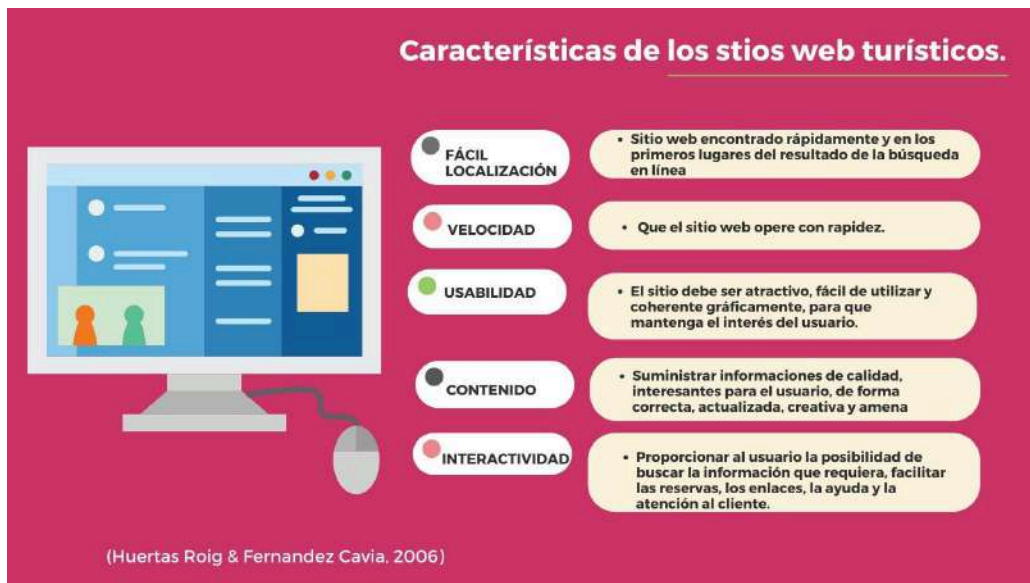 Características de los stios web turísticos.
FÁCIL
LOCALIZACIÓN
• Sitio web encontrado rápidamente y en los
primeros lugares del resultado de la búsqueda
en línea
VELOCIDAD
• Que el sitio web opere con rapidez.
USABILIDAD
• El sitio debe ser atractivo, fácil de utilizar y
coherente gráficamente, para que
mantenga el interés del usuario.
CONTENIDO
• Suministrar informaciones de calidad,
interesantes para el usuario, de forma
correcta, actualizada, creativa y amena
INTERACTIVIDAD
• Proporcionar al usuario la posibilidad de
buscar la información que requiera, facilitar
las reservas, los enlaces, la ayuda y la
atención al cliente.
(Huertas Roig & Fernandez Cavia, 2006)